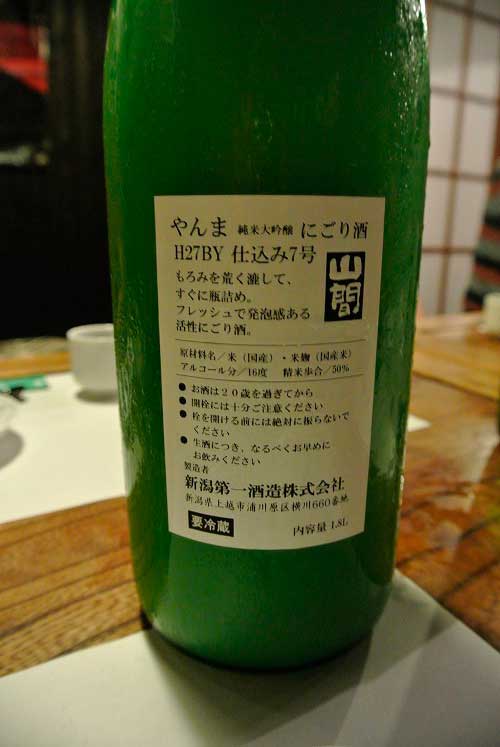 やんま 純米大吟醸 にごり酒
H27BY 仕込み7号
山間
もろみを荒く漉して、
すぐに瓶詰め。
フレッシュで発泡感ある
活性にごり酒。
原材料名／米（国産）・米麹（国産米）
アルコール分／16度 精米歩合／50%
● お酒は２０歳を過ぎてから
● 開栓には十分ご注意ください
● 栓を開ける前には絶対に振らないで
ください
● 生酒につき、なるべくお早めに
お飲みください
製造者
新潟第一酒造株式会社
新潟県上越市浦川原区横川660番地
要冷蔵 内容量 1.8L